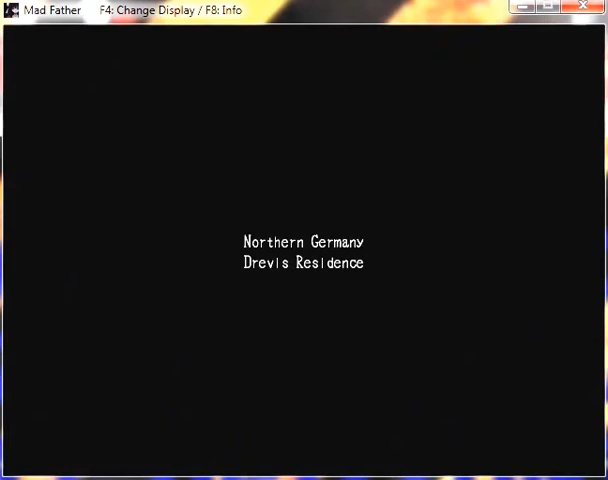 Mad Father F4: Change Display / F8: Info
Northern Germany
Drevis Residence